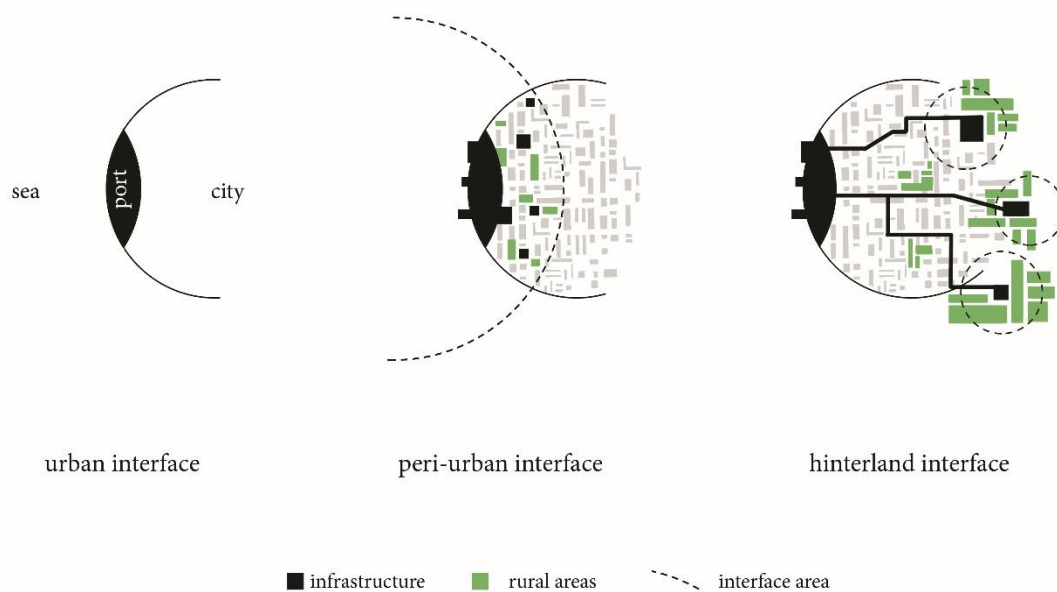 sea
port
city
urban interface
peri-urban interface
hinterland interface
infrastructure
rural areas
interface area